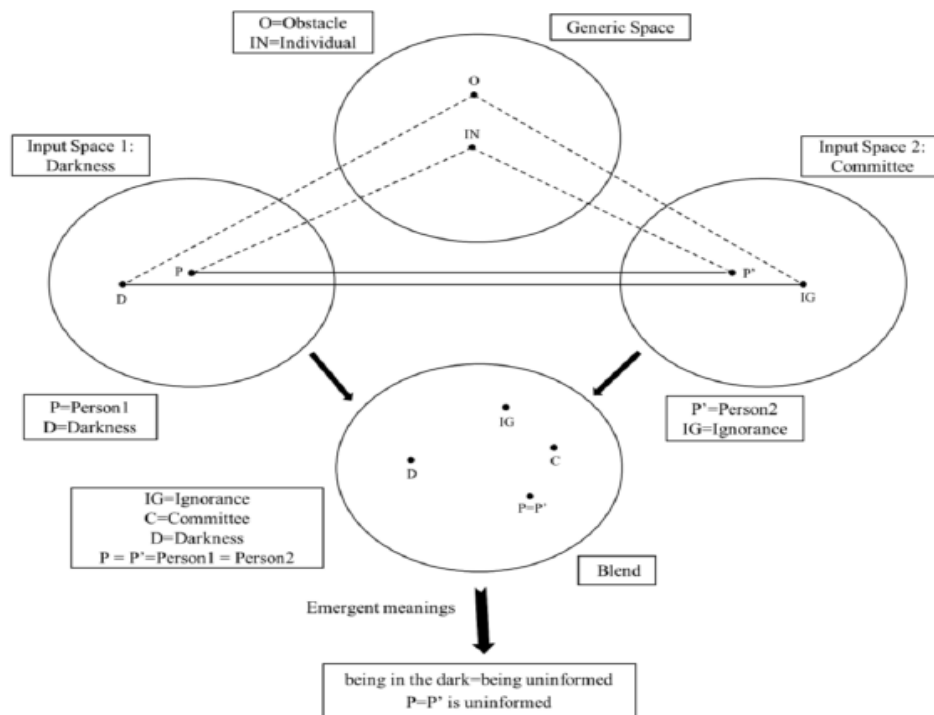 O=Obstacle
IN=Individual
Generic Space
O
IN
Input Space 1:
Darkness
Input Space 2:
Committee
P
D
P’
IG
P=Person1
D=Darkness
P’=Person2
IG=Ignorance
IG
C
D
P=P’
IG=Ignorance
C=Committee
D=Darkness
P = P’=Person1 = Person2
Blend
Emergent meanings
being in the dark=being uninformed
P=P’ is uninformed